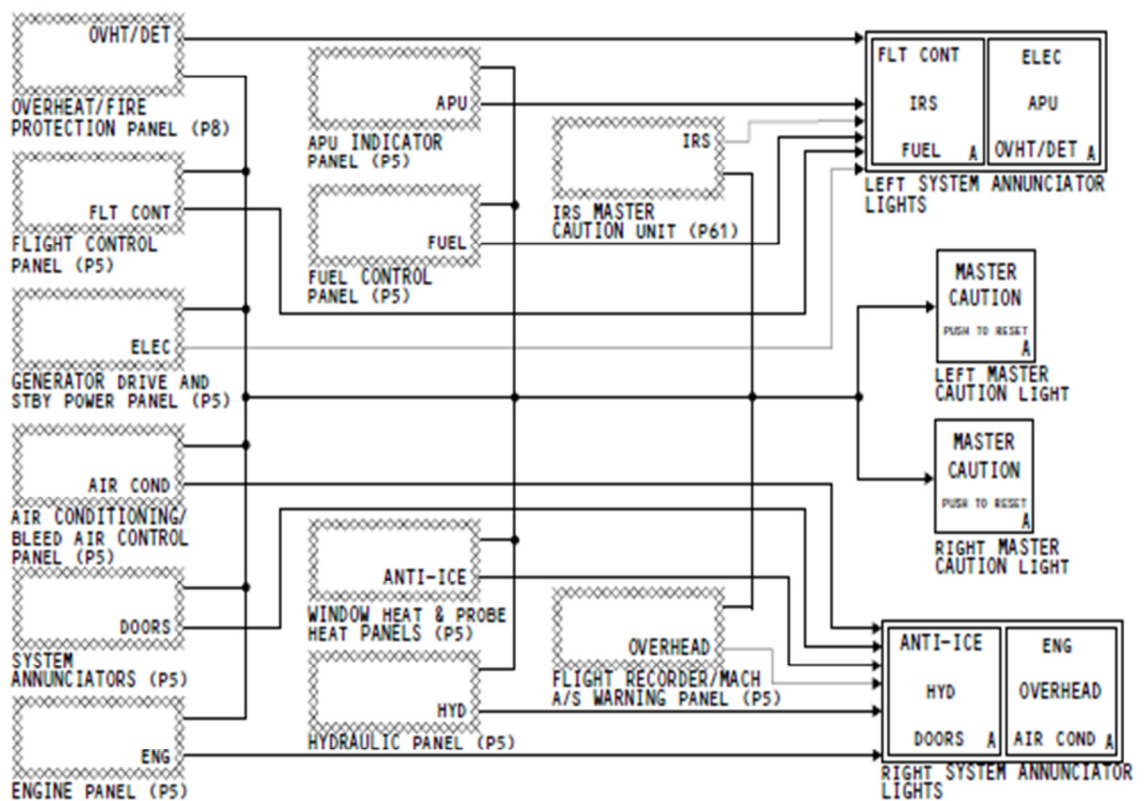 OVHT/DET
OVERHEAT/FIRE
PROTECTION PANEL (P8)
FLT CONT
FLIGHT CONTROL
PANEL (P5)
ELEC
GENERATOR DRIVE AND
STBY POWER PANEL (P5)
AIR COND
AIR CONDITIONING/
BLEED AIR CONTROL
PANEL (P5)
DOORS
SYSTEM
ANNUNCIATORS (P5)
ENG
ENGINE PANEL (P5)
APU
APU INDICATOR
PANEL (P5)
FUEL
FUEL CONTROL
PANEL (P5)
ANTI-ICE
WINDOW HEAT & PROBE
HEAT PANELS (P5)
HYD
HYDRAULIC PANEL (P5)
IRS
IRS MASTER
CAUTION UNIT (P61)
OVERHEAD
FLIGHT RECORDER/MACH
A/S WARNING PANEL (P5)
FLT CONT
IRS
FUEL A
ELEC
APU
OVHT/DET A
LEFT SYSTEM ANNUNCIATOR
LIGHTS
MASTER
CAUTION
PUSH TO RESET
A
LEFT MASTER
CAUTION LIGHT
MASTER
CAUTION
PUSH TO RESET
A
RIGHT MASTER
CAUTION LIGHT
ANTI-ICE
HYD
DOORS A
ENG
OVERHEAD
AIR COND A
RIGHT SYSTEM ANNUNCIATOR
LIGHTS